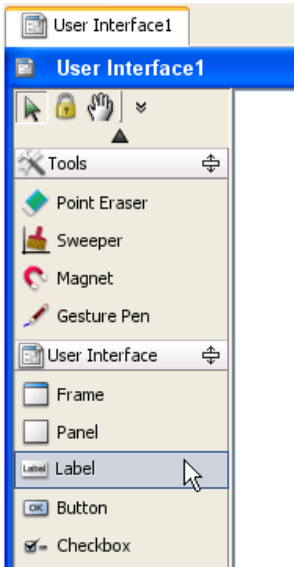 User Interface1
User Interface1
Tools
Point Eraser
Sweeper
Magnet
Gesture Pen
User Interface
Frame
Panel
Label Label
OK Button
Checkbox